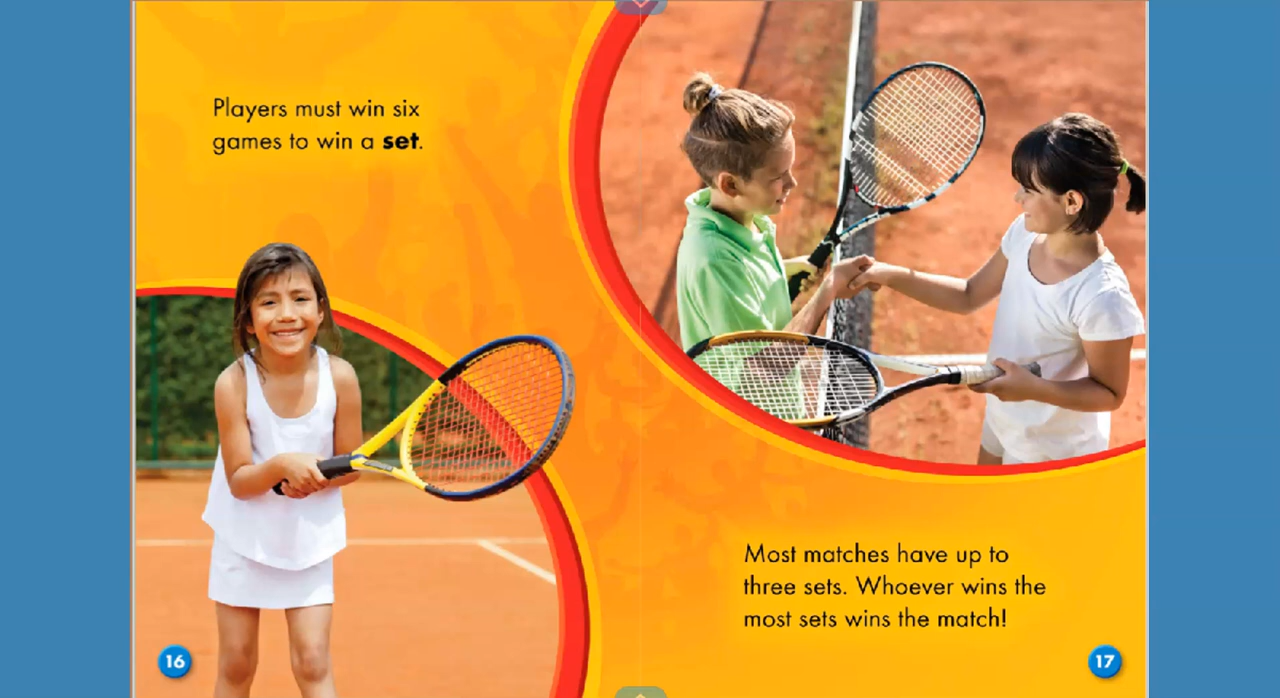 Players must win six
games to win a set.
16
Most matches have up to
three sets. Whoever wins the
most sets wins the match!
17